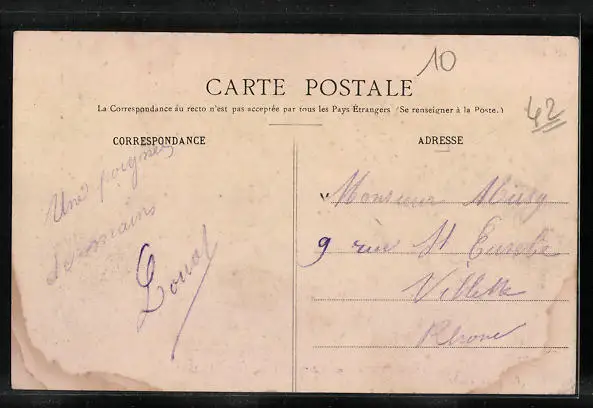 10
CARTE POSTALE
La Correspondance au recto n'est pas acceptée par tous les Pays Étrangers (Se renseigner à la Poste.)
42
CORRESPONDANCE
ADRESSE
Une poignée
de mains
Monsieur
9 rue St
Villette
Rhone